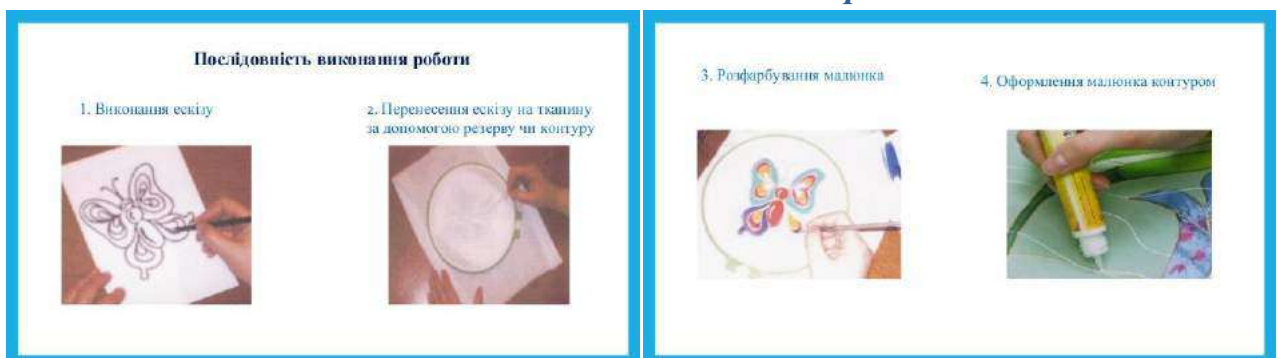 Послідовність виконання роботи
1. Виконання ескізу
2. Перенесення ескізу на тканину
за допомогою резерву чи контуру
3. Розфарбування малюнка
4. Оформлення малюнка контуром